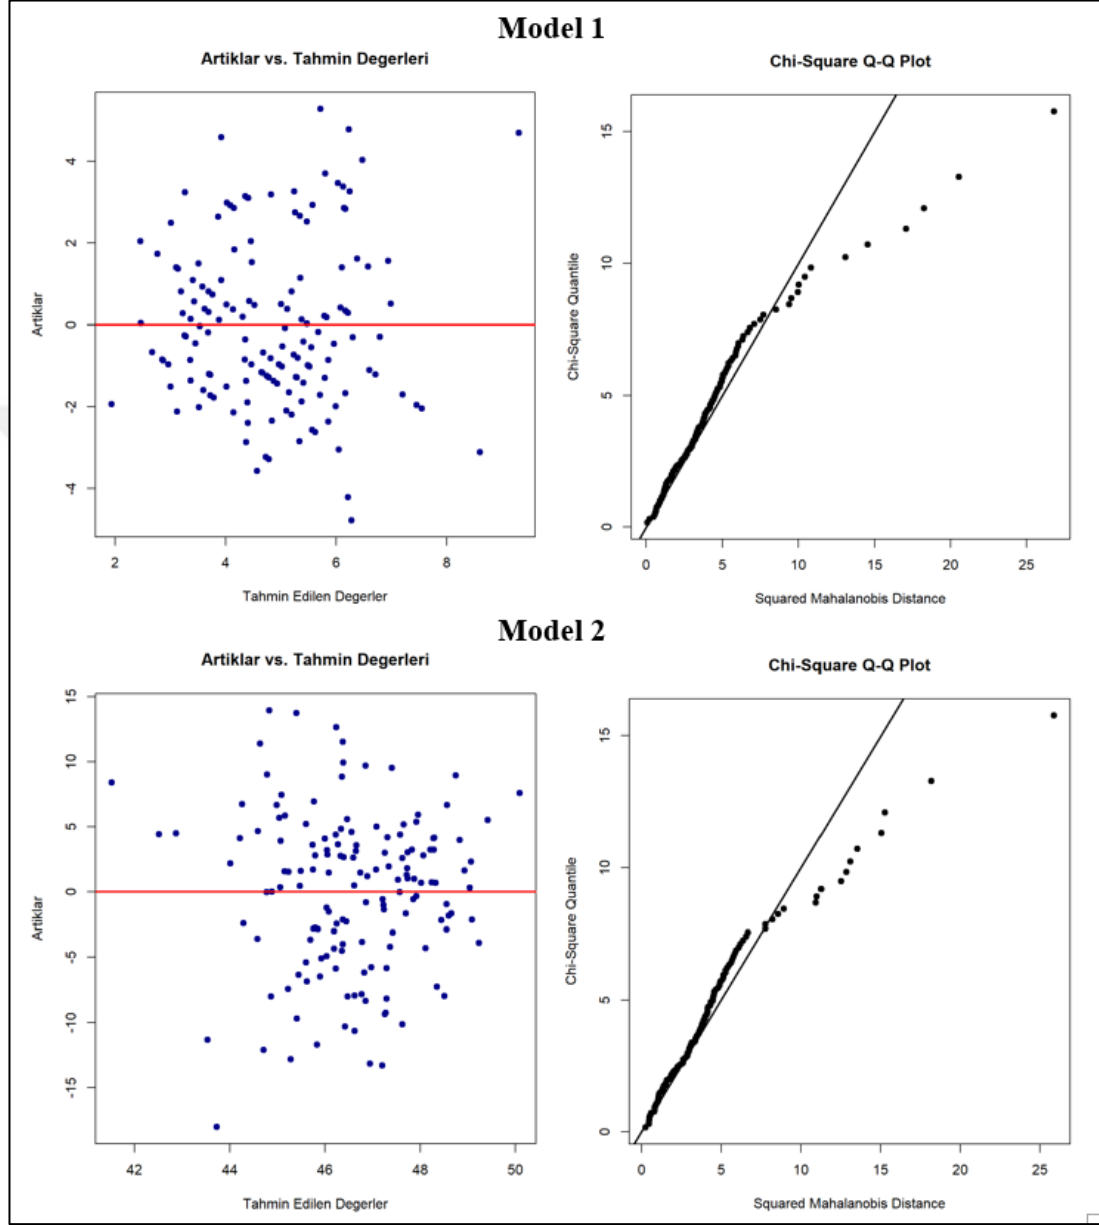 Model 1
Artiklar vs. Tahmin Degerleri
Artiklar
4
2
0
-2
-4
2 4 6 8
Tahmin Edilen Degerler
Chi-Square Q-Q Plot
Chi-Square Quantile
15
10
5
0
0 5 10 15 20 25
Squared Mahalanobis Distance
Model 2
Artiklar vs. Tahmin Degerleri
Artiklar
15
10
5
0
-5
-10
-15
42 44 46 48 50
Tahmin Edilen Degerler
Chi-Square Q-Q Plot
Chi-Square Quantile
15
10
5
0
0 5 10 15 20 25
Squared Mahalanobis Distance